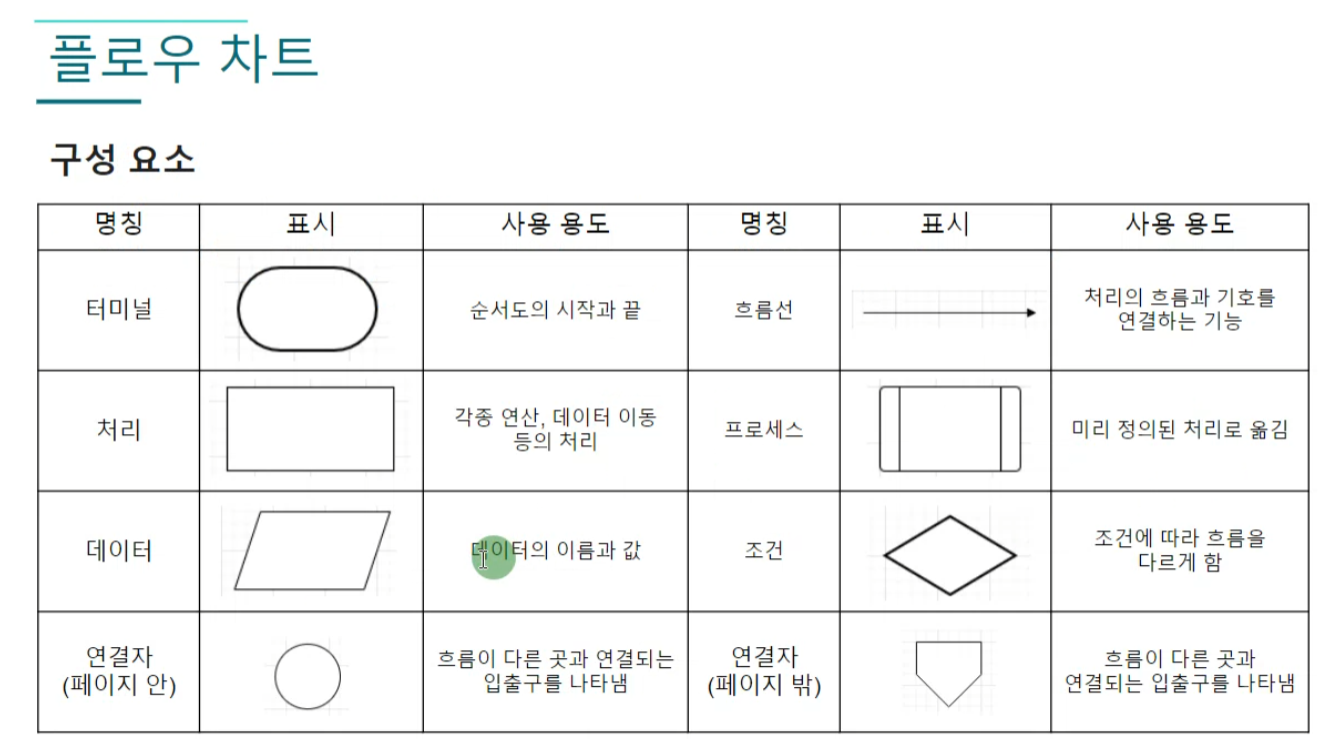 플로우 차트
구성 요소
명칭 표시 사용 용도 명칭 표시 사용 용도
터미널
순서도의 시작과 끝
흐름선
처리의 흐름과 기호를
연결하는 기능
처리
각종 연산, 데이터 이동
등의 처리
프로세스
미리 정의된 처리로 옮김
데이터
데이터의 이름과 값
조건
조건에 따라 흐름을
다르게 함
연결자
(페이지 안)
흐름이 다른 곳과 연결되는
입출구를 나타냄
연결자
(페이지 밖)
흐름이 다른 곳과
연결되는 입출구를 나타냄